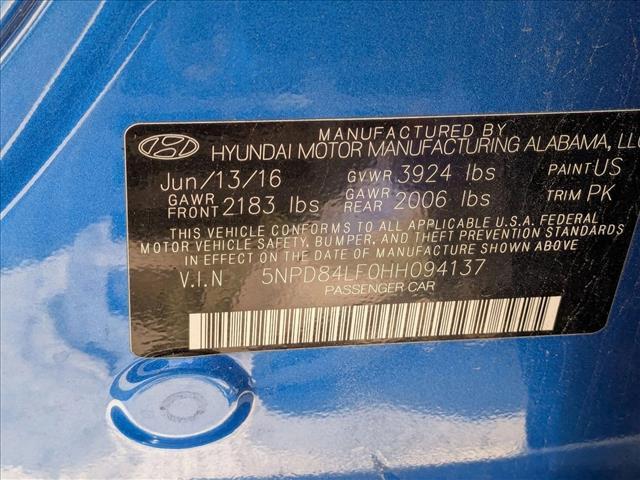 MANUFACTURED BY
HYUNDAI MOTOR MANUFACTURING ALABAMA, LLC
Jun/13/16 GVWR 3924 lbs PAINT US
GAWR FRONT 2183 lbs GAWR REAR 2006 lbs TRIM PK
THIS VEHICLE CONFORMS TO ALL APPLICABLE U.S.A. FEDERAL
MOTOR VEHICLE SAFETY, BUMPER, AND THEFT PREVENTION STANDARDS
IN EFFECT ON THE DATE OF MANUFACTURE SHOWN ABOVE
V.I.N 5NPD84LF0HH094137
PASSENGER CAR